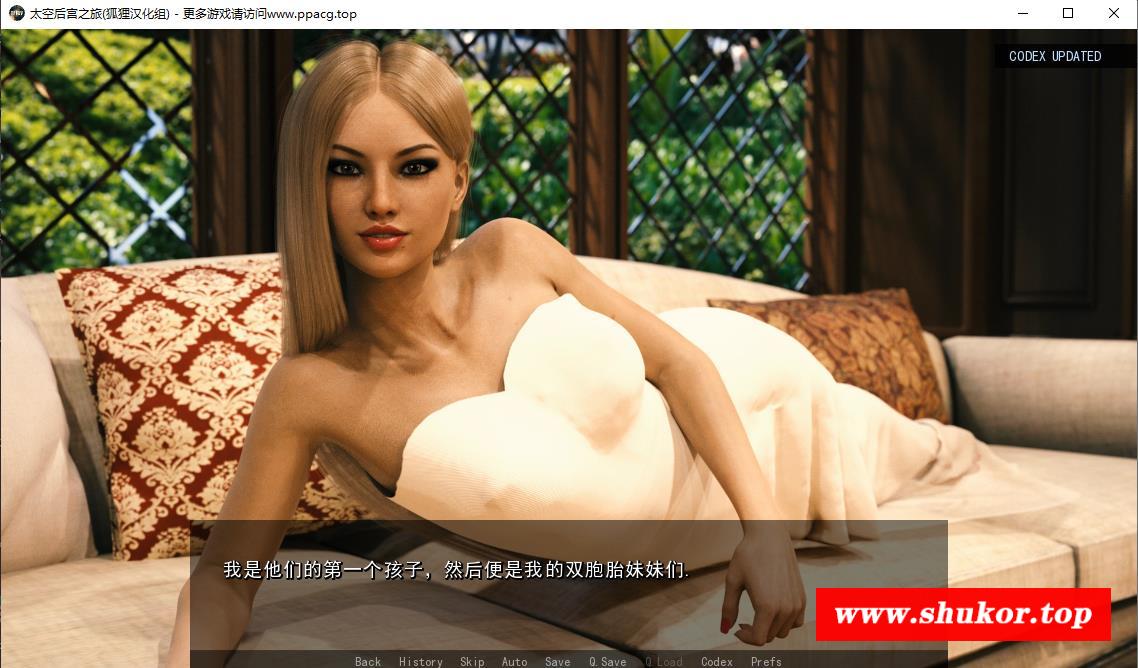 太空后宫之旅(狐狸汉化组) - 更多游戏请访问www.ppacg.top
CODEX UPDATED
我是他们的第一个孩子，然后便是我的双胞胎妹妹们.
www.shukor.top
Back History Skip Auto Save Q.Save Q.Load Codex Prefs